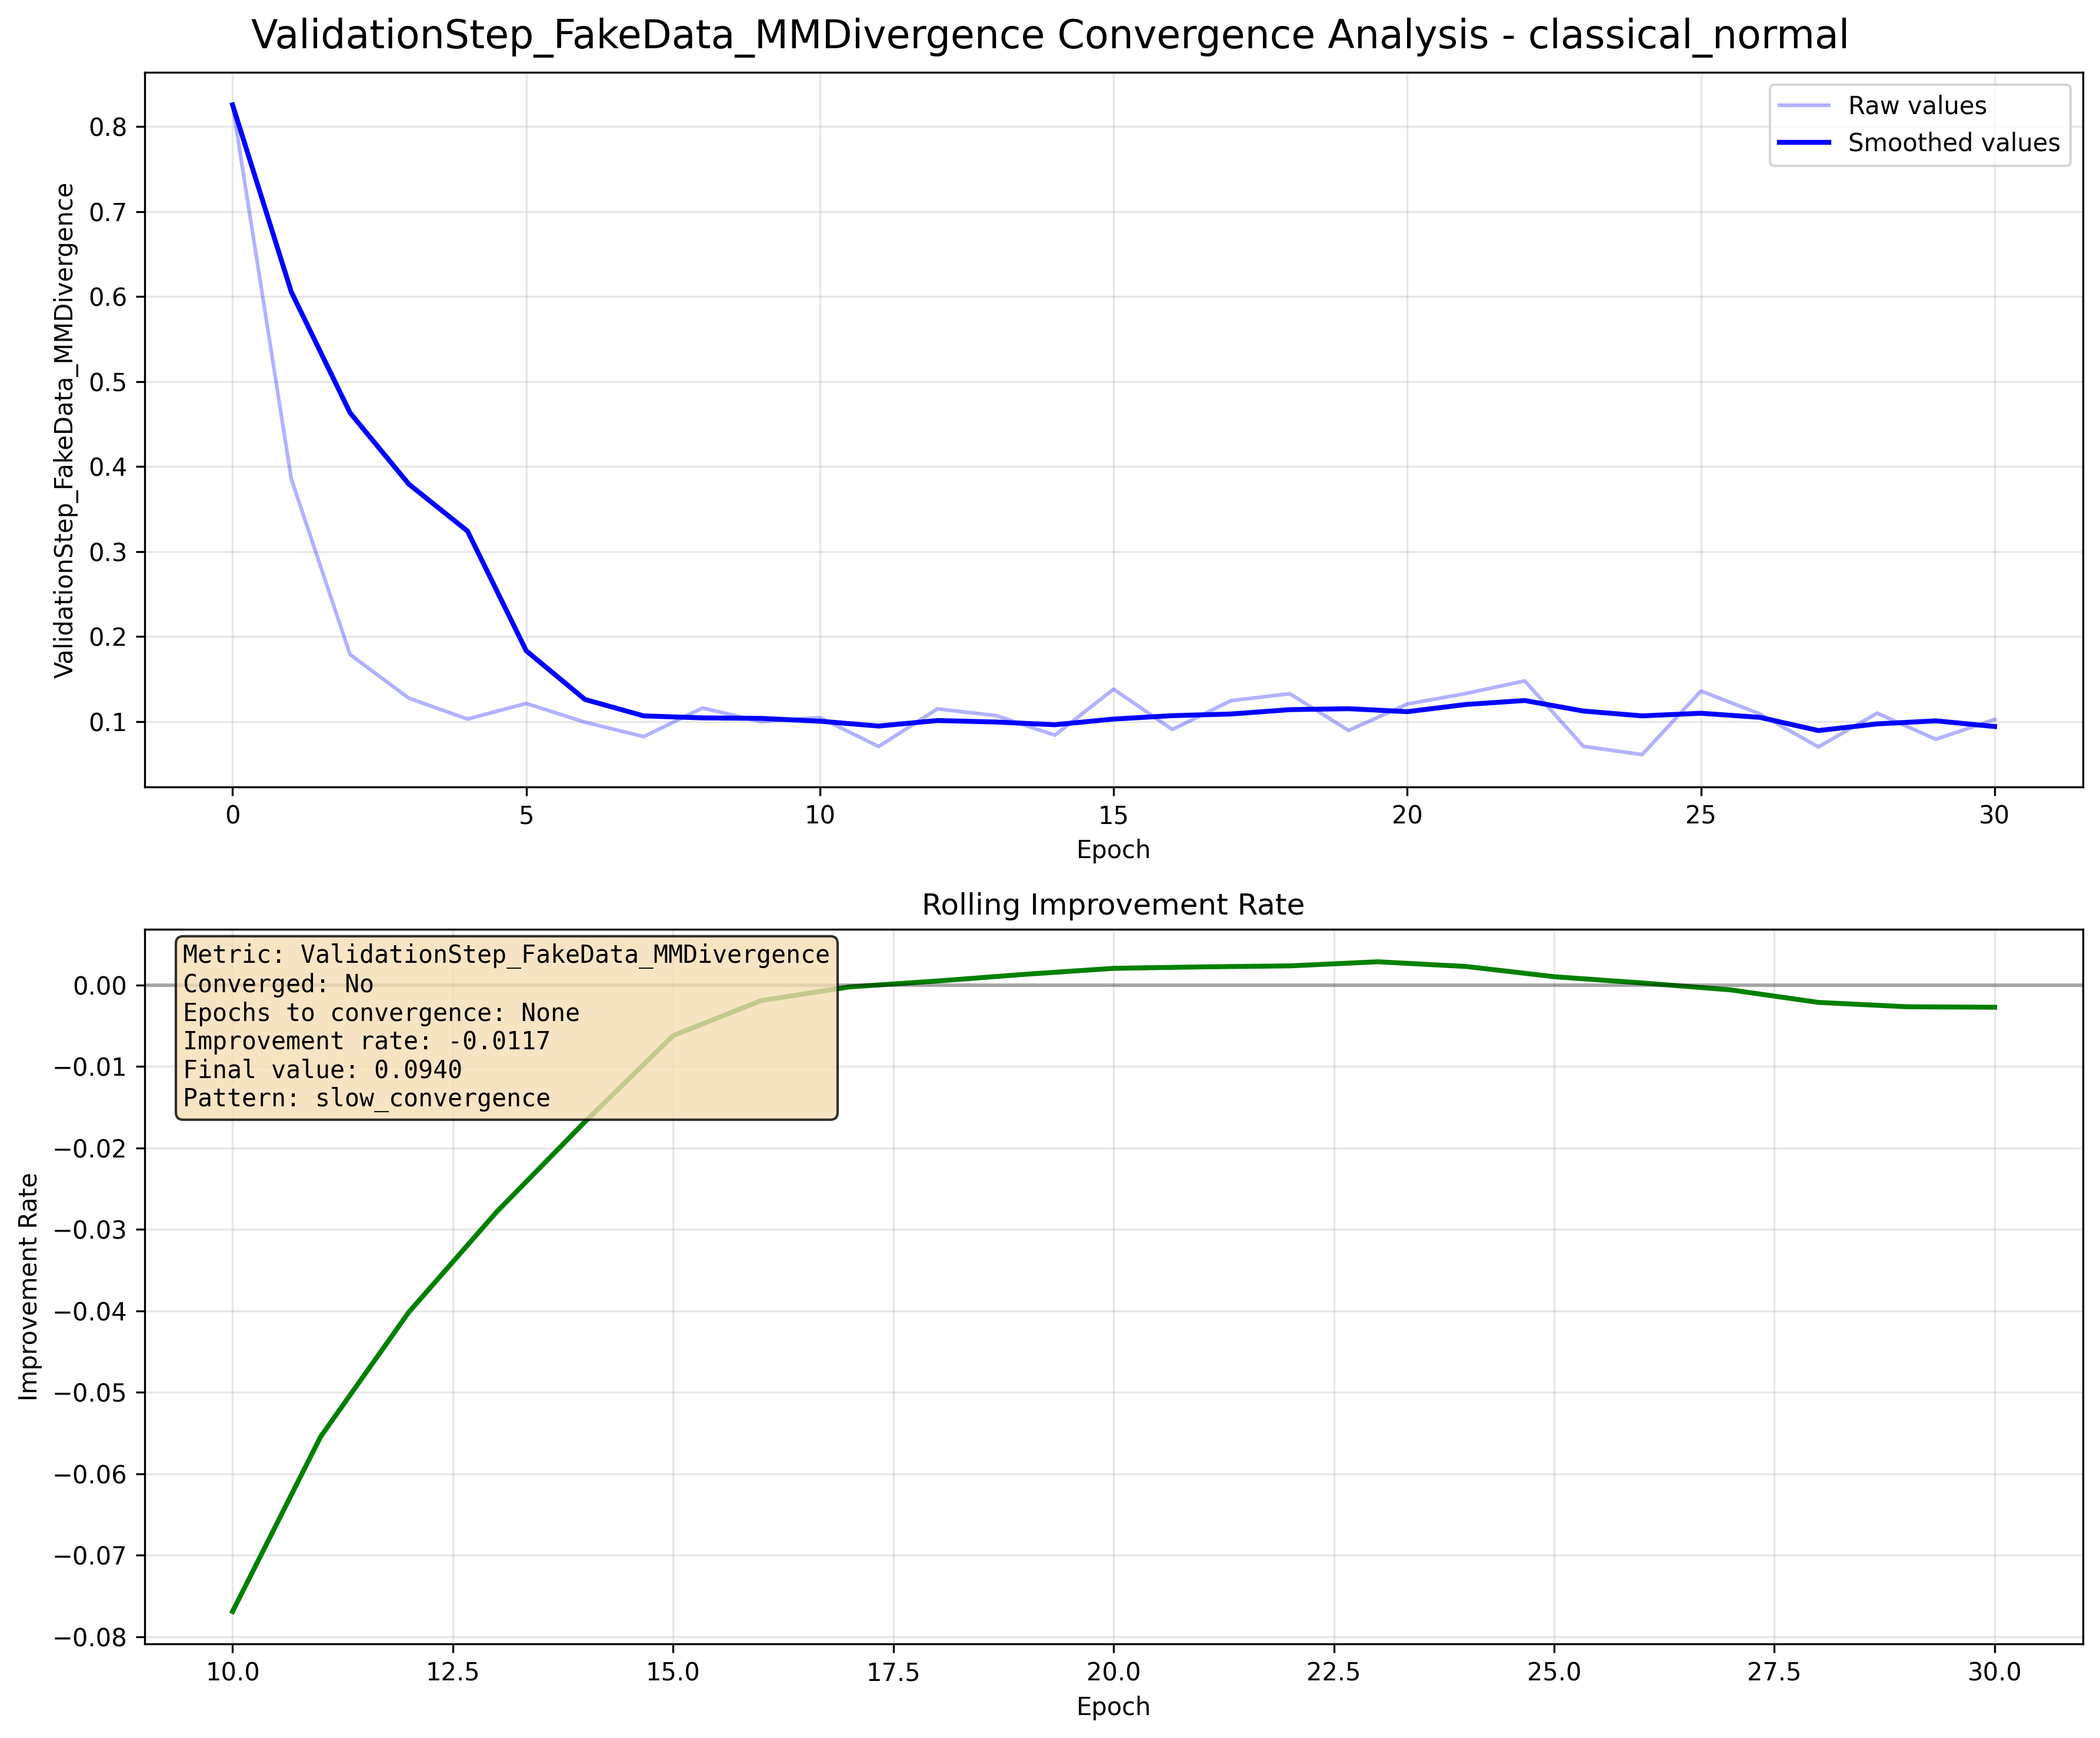 ValidationStep_FakeData_MMDivergence Convergence Analysis - classical_normal
Raw values
Smoothed values
ValidationStep_FakeData_MMDivergence
0.8
0.7
0.6
0.5
0.4
0.3
0.2
0.1
0
5
10
15
20
25
30
Epoch
Rolling Improvement Rate
Metric: ValidationStep_FakeData_MMDivergence
Converged: No
Epochs to convergence: None
Improvement rate: -0.0117
Final value: 0.0940
Pattern: slow_convergence
Improvement Rate
0.00
−0.01
−0.02
−0.03
−0.04
−0.05
−0.06
−0.07
−0.08
10.0
12.5
15.0
17.5
20.0
22.5
25.0
27.5
30.0
Epoch